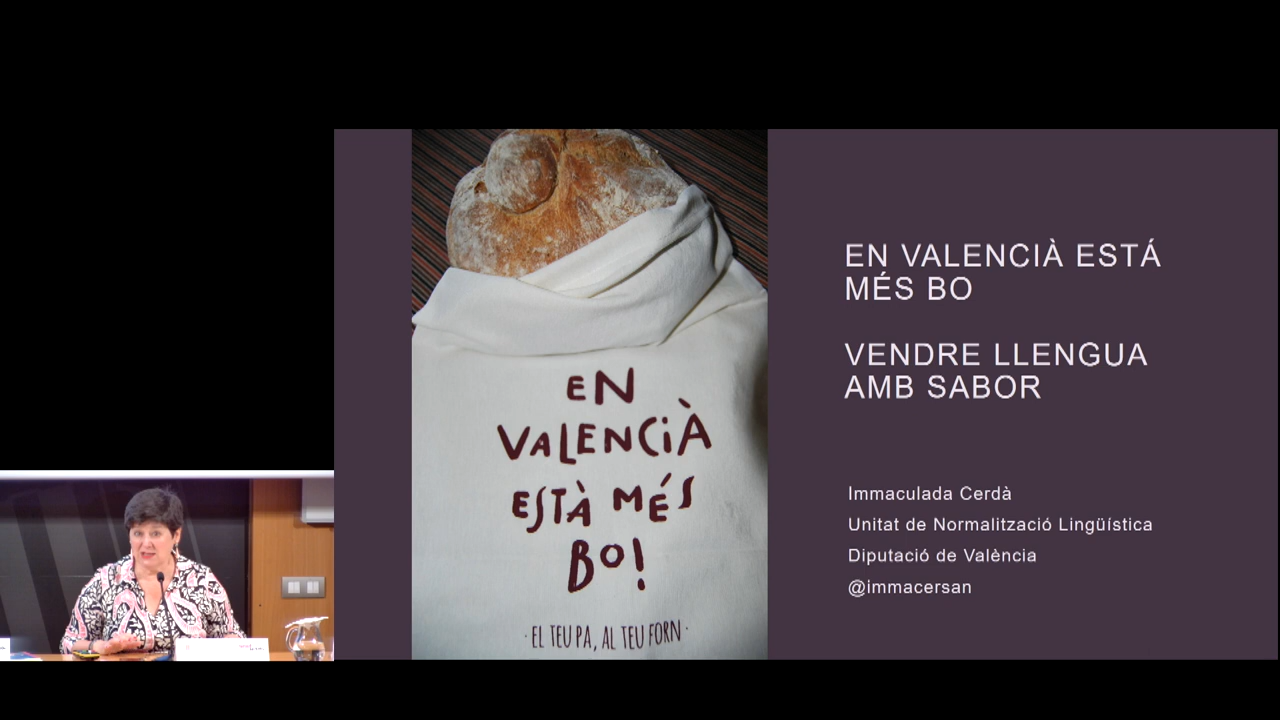 EN
VALENCIÀ
ESTÀ MÉS
BO!
· EL TEU PA, AL TEU FORN ·
EN VALENCIÀ ESTÁ
MÉS BO
VENDRE LLENGUA
AMB SABOR
Immaculada Cerdà
Unitat de Normalització Lingüística
Diputació de València
@immacersan